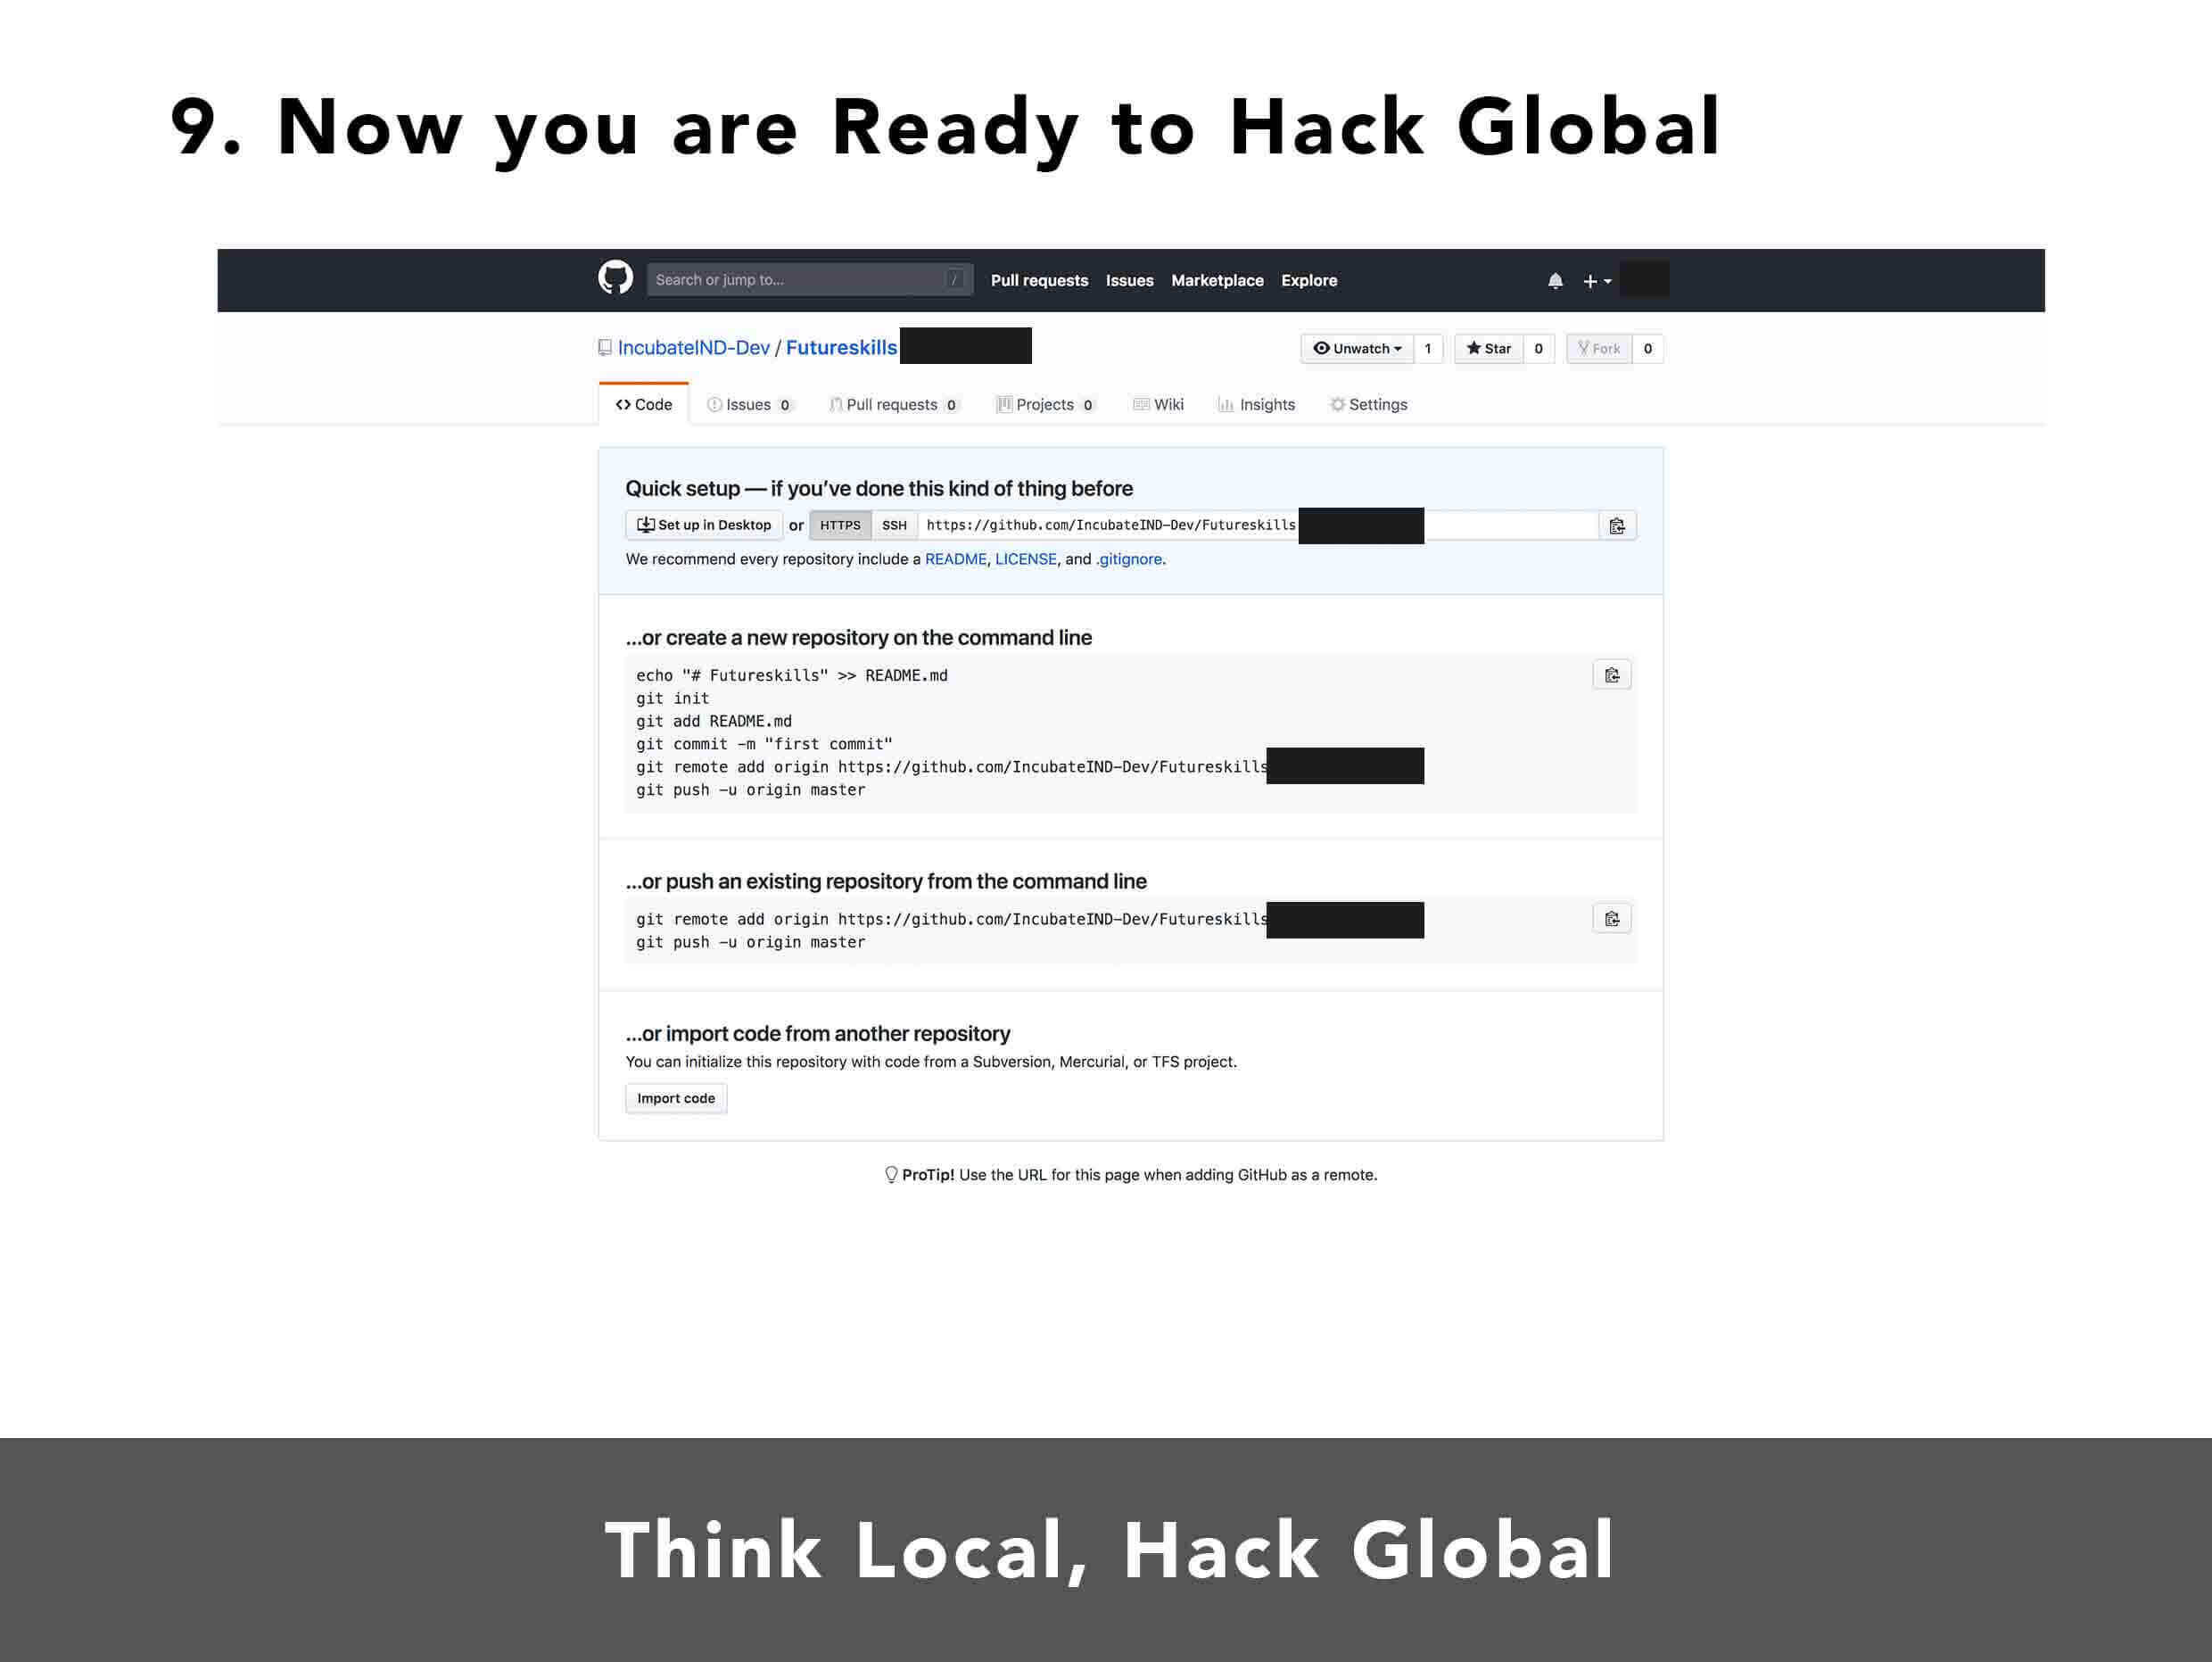 9. Now you are Ready to Hack Global
Search or jump to... /
Pull requests Issues Marketplace Explore
IncubateIND-Dev / Futureskills
Unwatch 1 Star 0 Fork 0
Code Issues 0 Pull requests 0 Projects 0 Wiki Insights Settings
Quick setup — if you've done this kind of thing before
Set up in Desktop or HTTPS SSH https://github.com/IncubateIND-Dev/Futureskills
We recommend every repository include a README, LICENSE, and .gitignore.
...or create a new repository on the command line
echo "# Futureskills" >> README.md
git init
git add README.md
git commit -m "first commit"
git remote add origin https://github.com/IncubateIND-Dev/Futureskills
git push -u origin master
...or push an existing repository from the command line
git remote add origin https://github.com/IncubateIND-Dev/Futureskills
git push -u origin master
...or import code from another repository
You can initialize this repository with code from a Subversion, Mercurial, or TFS project.
Import code
ProTip! Use the URL for this page when adding GitHub as a remote.
Think Local, Hack Global